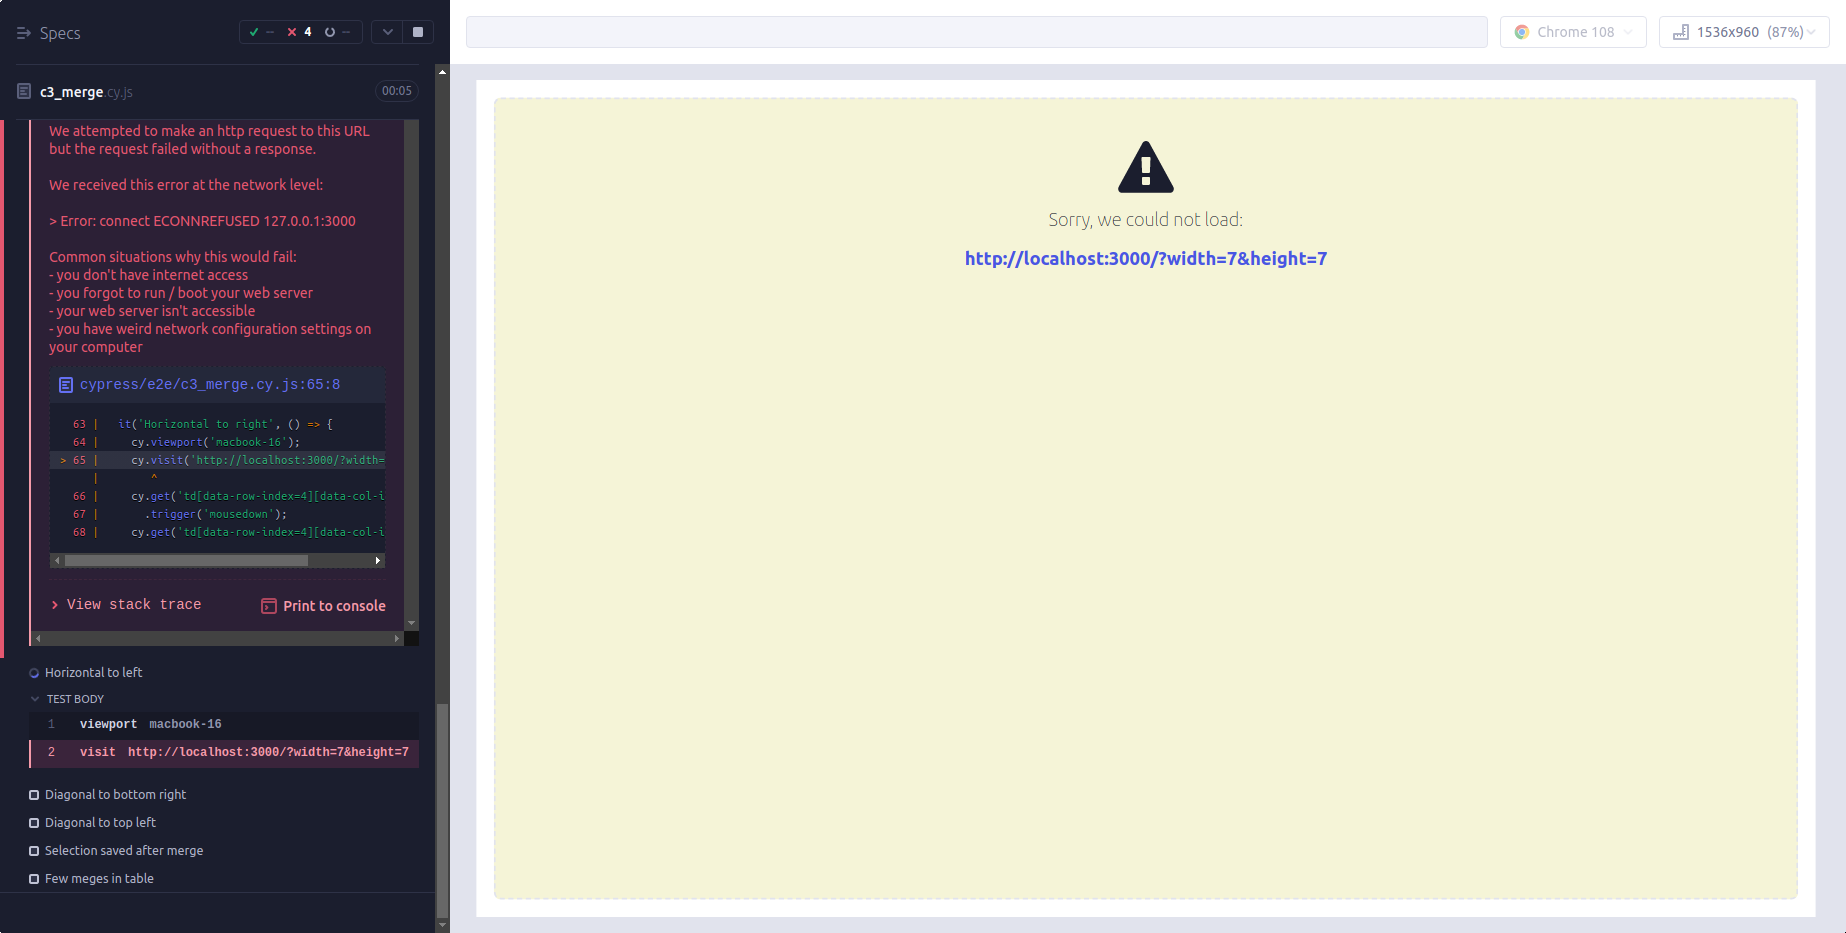 Specs
-- 4 --
c3_merge.cy.js
00:05
We attempted to make an http request to this URL
but the request failed without a response.
We received this error at the network level:
> Error: connect ECONNREFUSED 127.0.0.1:3000
Common situations why this would fail:
- you don't have internet access
- you forgot to run / boot your web server
- your web server isn't accessible
- you have weird network configuration settings on
your computer
cypress/e2e/c3_merge.cy.js:65:8
63 | it('Horizontal to right', () => {
64 | cy.viewport('macbook-16');
> 65 | cy.visit('http://localhost:3000/?width=
| ^
66 | cy.get('td[data-row-index=4][data-col-i
67 | .trigger('mousedown');
68 | cy.get('td[data-row-index=4][data-col-i
View stack trace
Print to console
Horizontal to left
TEST BODY
1 viewport macbook-16
2 visit http://localhost:3000/?width=7&height=7
Diagonal to bottom right
Diagonal to top left
Selection saved after merge
Few meges in table
Chrome 108
1536x960 (87%)
Sorry, we could not load:
http://localhost:3000/?width=7&height=7